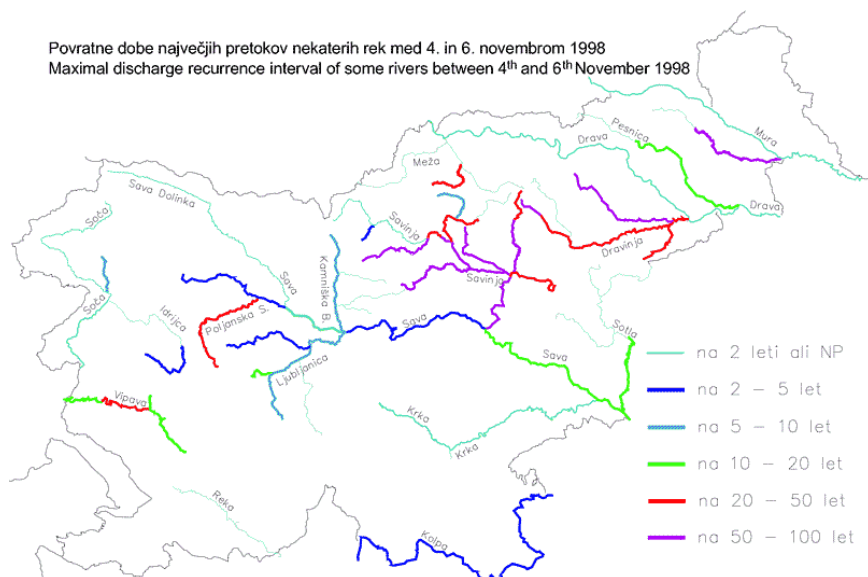 Povratne dobe največjih pretokov nekaterih rek med 4. in 6. novembrom 1998
Maximal discharge recurrence interval of some rivers between 4th and 6th November 1998
Pesnica
Drava
Mura
Meža
Sava Dolinka
Soča
Savinja
Drava
Kamniška B.
Dravinja
Sava
Savinja
Soča
Idrijca
Poljanska S.
Sava
Sotla
Ljubljanica
Sava
Vipava
Krka
Krka
Reka
Kolpa
na 2 leti ali NP
na 2 – 5 let
na 5 – 10 let
na 10 – 20 let
na 20 – 50 let
na 50 – 100 let